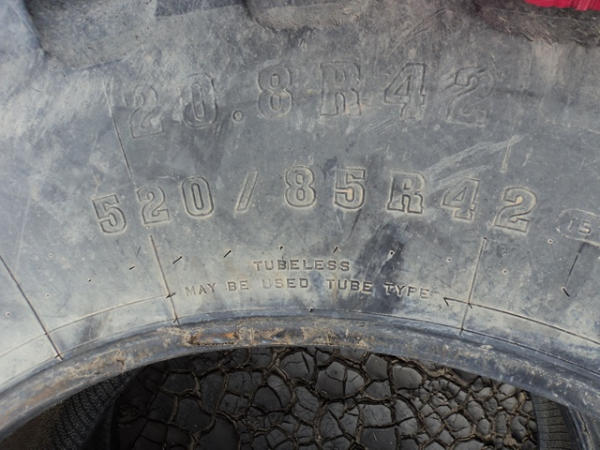 20.8R42
520/85R42
TUBELESS
MAY BE USED TUBE TYPE